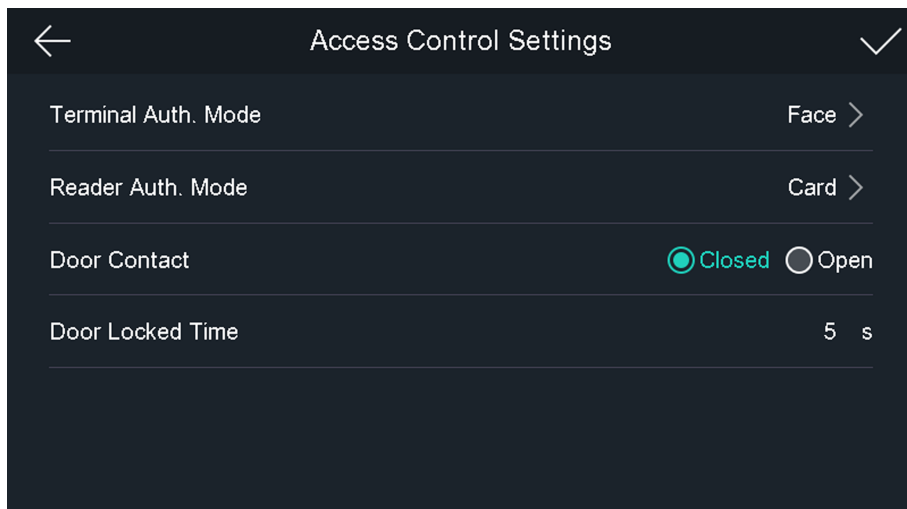 Access Control Settings
Terminal Auth. Mode Face
Reader Auth. Mode Card
Door Contact Closed Open
Door Locked Time 5 s